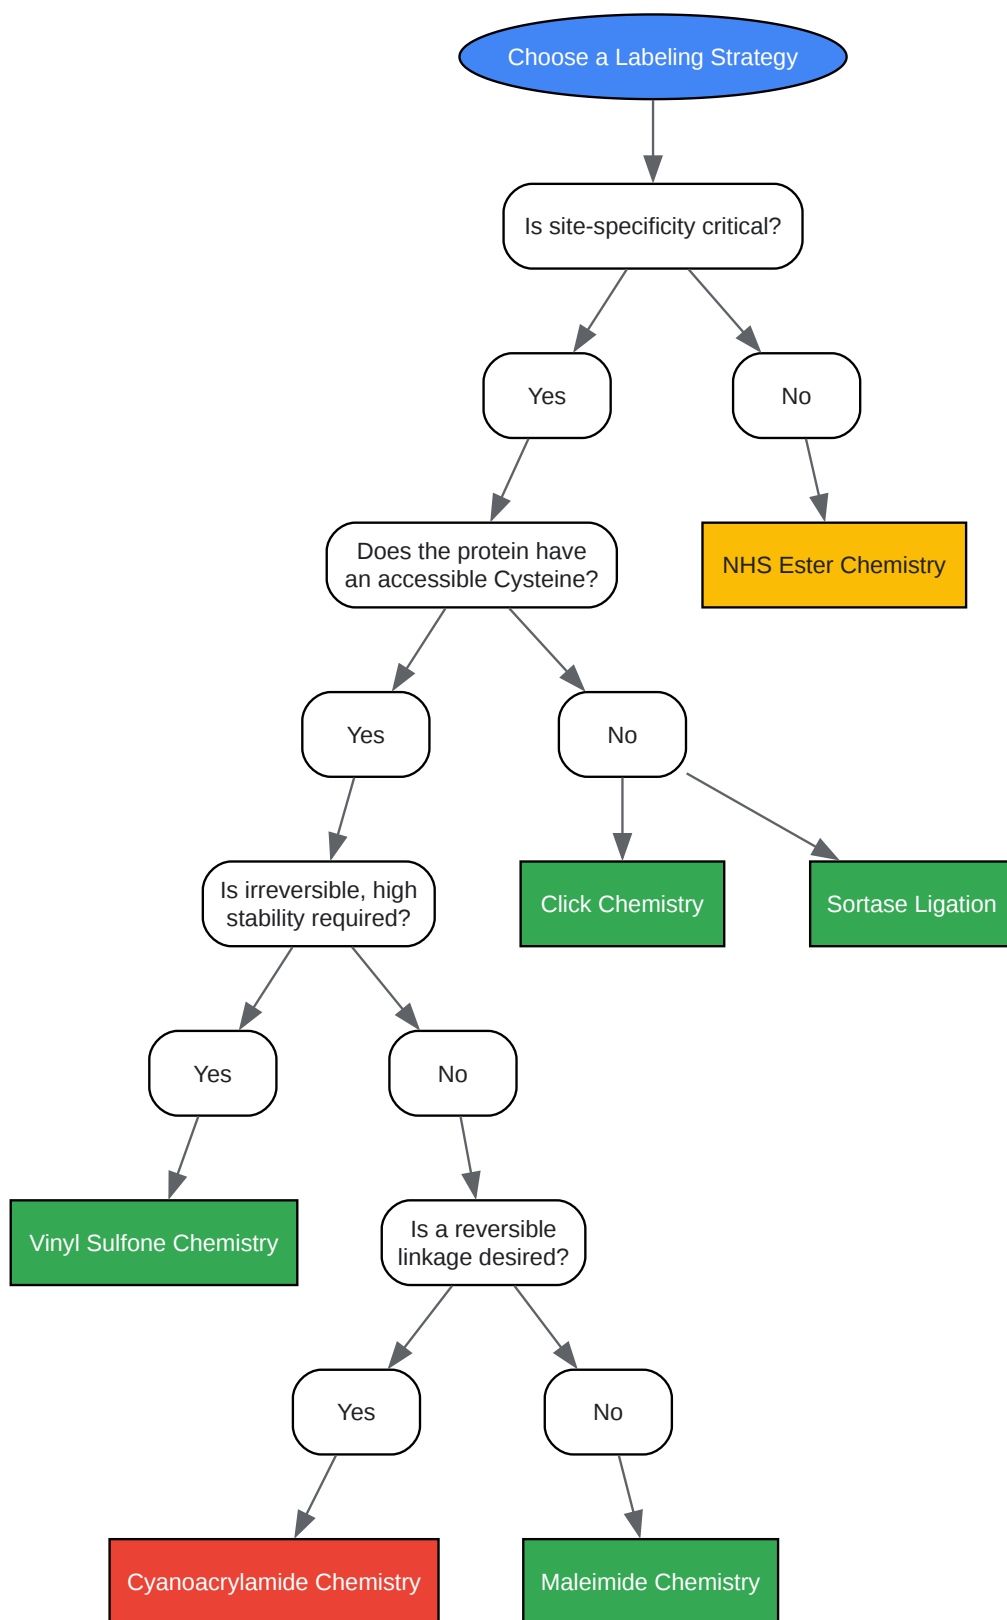 Choose a Labeling Strategy
Is site-specificity critical?
Yes
No
Does the protein have
an accessible Cysteine?
NHS Ester Chemistry
Yes
No
Is irreversible, high
stability required?
Click Chemistry
Sortase Ligation
Yes
No
Vinyl Sulfone Chemistry
Is a reversible
linkage desired?
Yes
No
Cyanoacrylamide Chemistry
Maleimide Chemistry